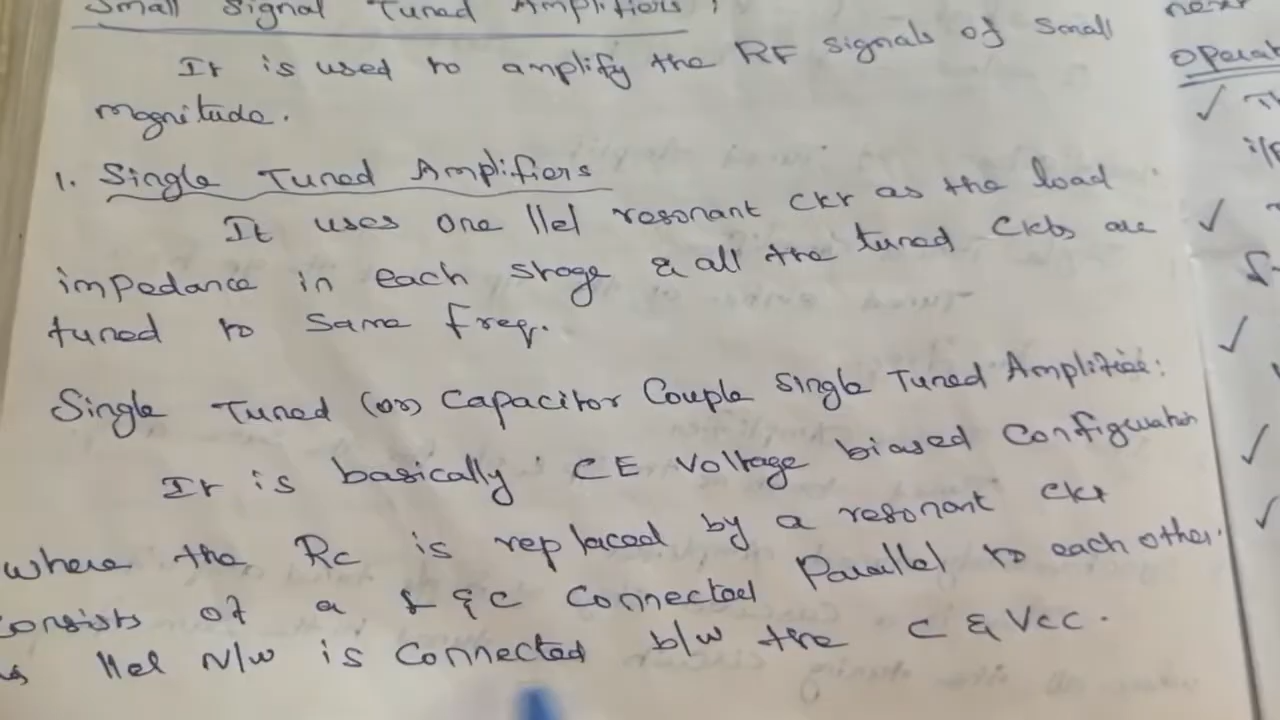 Small Signal Tuned Amplifiers :
It is used to amplify the RF signals of small
magnitude.
1. Single Tuned Amplifiers
It uses one llel resonant ckt as the load
impedance in each stage & all the tuned ckts are
tuned to same freq.
Single Tuned (or) Capacitor Couple Single Tuned Amplifier:
It is basically CE Voltage biased Configuration
where the Rc is replaced by a resonant ckt
consists of a L & C connected parallel to each other.
llel N/w is connected b/w the C & Vcc.
next
Operat
✓ Th
i/p
✓
✓
✓
✓